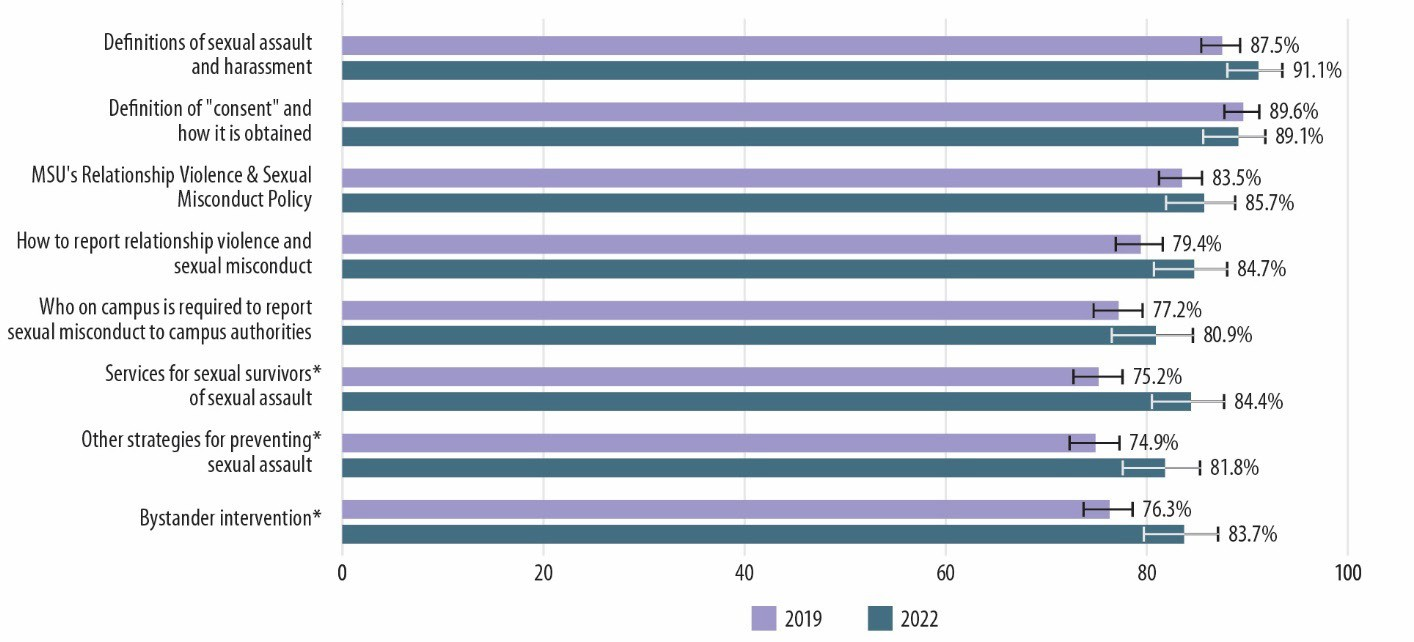 Definitions of sexual assault
and harassment
87.5%
91.1%
Definition of "consent" and
how it is obtained
89.6%
89.1%
MSU's Relationship Violence & Sexual
Misconduct Policy
83.5%
85.7%
How to report relationship violence and
sexual misconduct
79.4%
84.7%
Who on campus is required to report
sexual misconduct to campus authorities
77.2%
80.9%
Services for sexual survivors*
of sexual assault
75.2%
84.4%
Other strategies for preventing*
sexual assault
74.9%
81.8%
Bystander intervention*
76.3%
83.7%
0 20 40 60 80 100
2019 2022